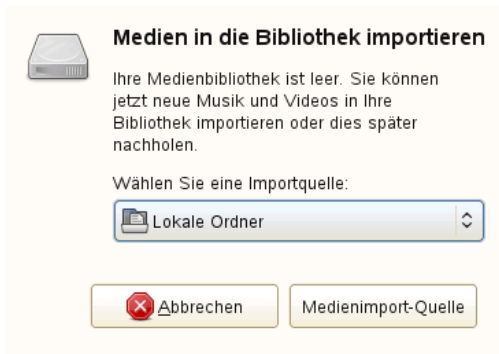 Medien in die Bibliothek importieren
Ihre Medienbibliothek ist leer. Sie können
jetzt neue Musik und Videos in Ihre
Bibliothek importieren oder dies später
nachholen.
Wählen Sie eine Importquelle:
Lokale Ordner
Abbrechen
Medienimport-Quelle